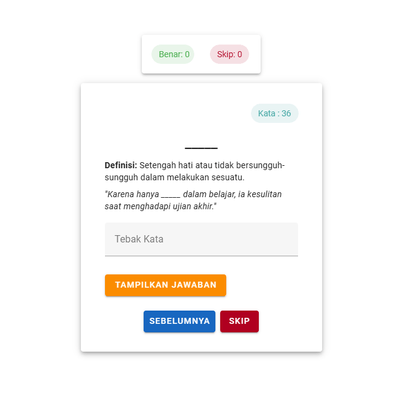 Benar: 0 Skip: 0
Kata : 36
_____
Definisi: Setengah hati atau tidak bersungguh-
sungguh dalam melakukan sesuatu.
"Karena hanya _____ dalam belajar, ia kesulitan
saat menghadapi ujian akhir."
Tebak Kata
TAMPILKAN JAWABAN
SEBELUMNYA SKIP